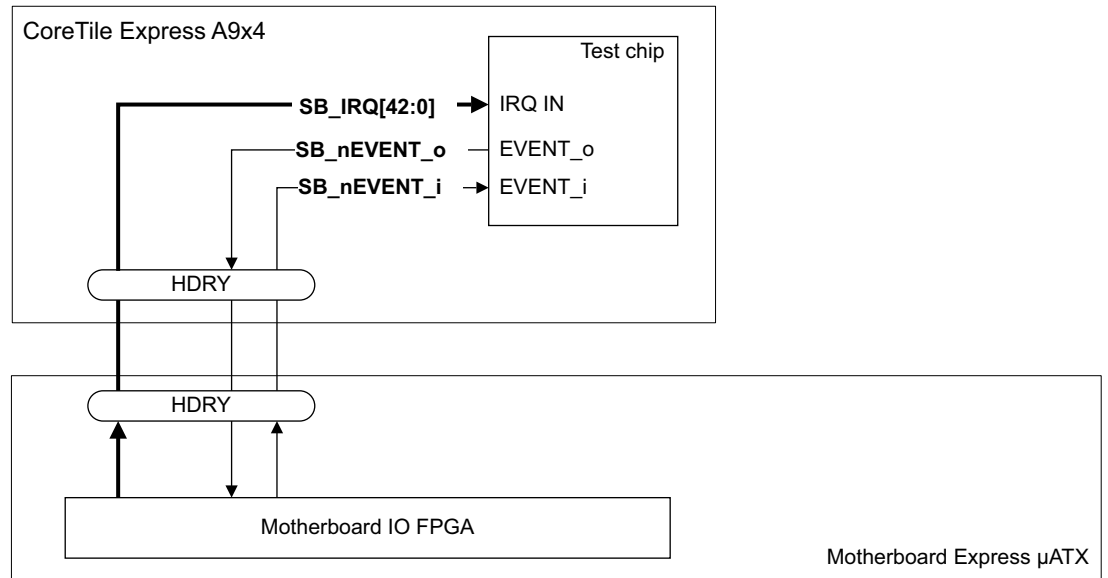 CoreTile Express A9x4
Test chip
SB_IRQ[42:0]
IRQ IN
SB_nEVENT_o
EVENT_o
SB_nEVENT_i
EVENT_i
HDRY
HDRY
Motherboard IO FPGA
Motherboard Express µATX